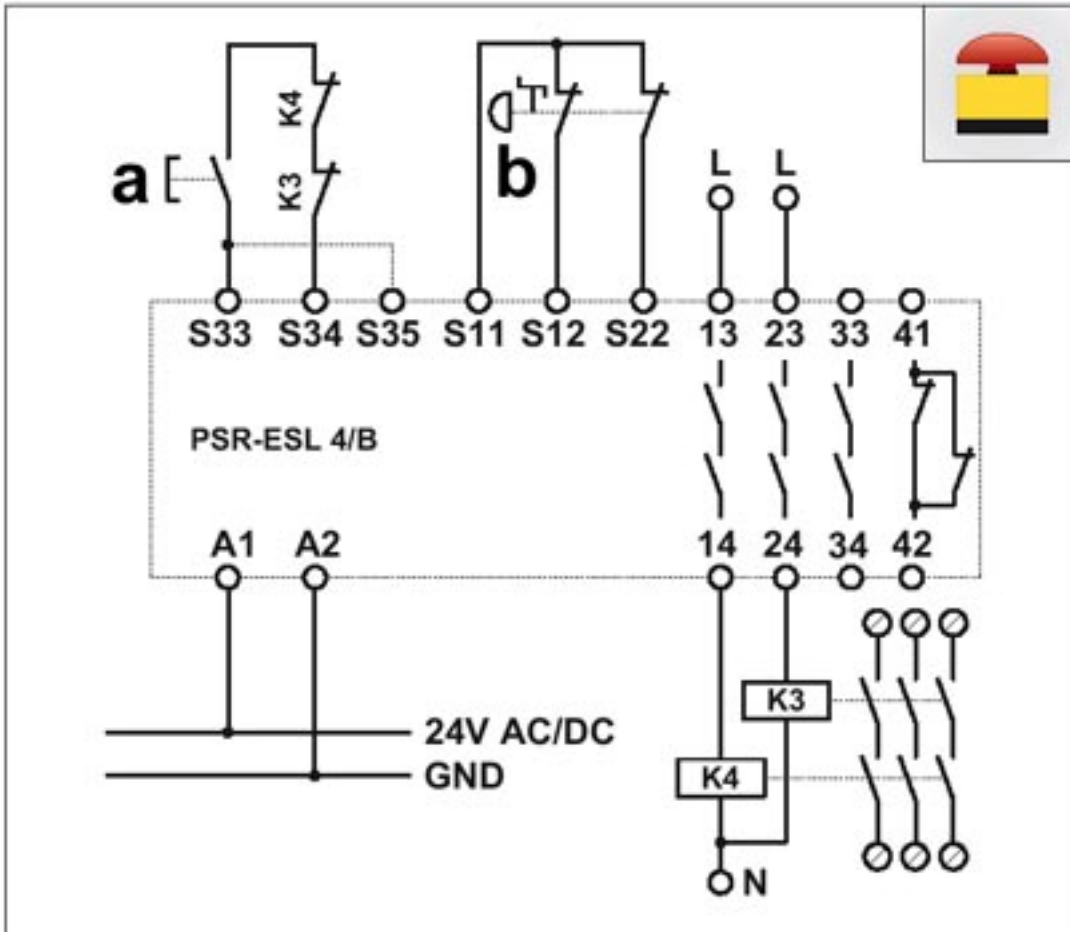 a
K4
K3
b
L L
S33 S34 S35 S11 S12 S22 13 23 33 41
PSR-ESL 4/B
A1 A2 14 24 34 42
K3
24V AC/DC
K4
GND
N